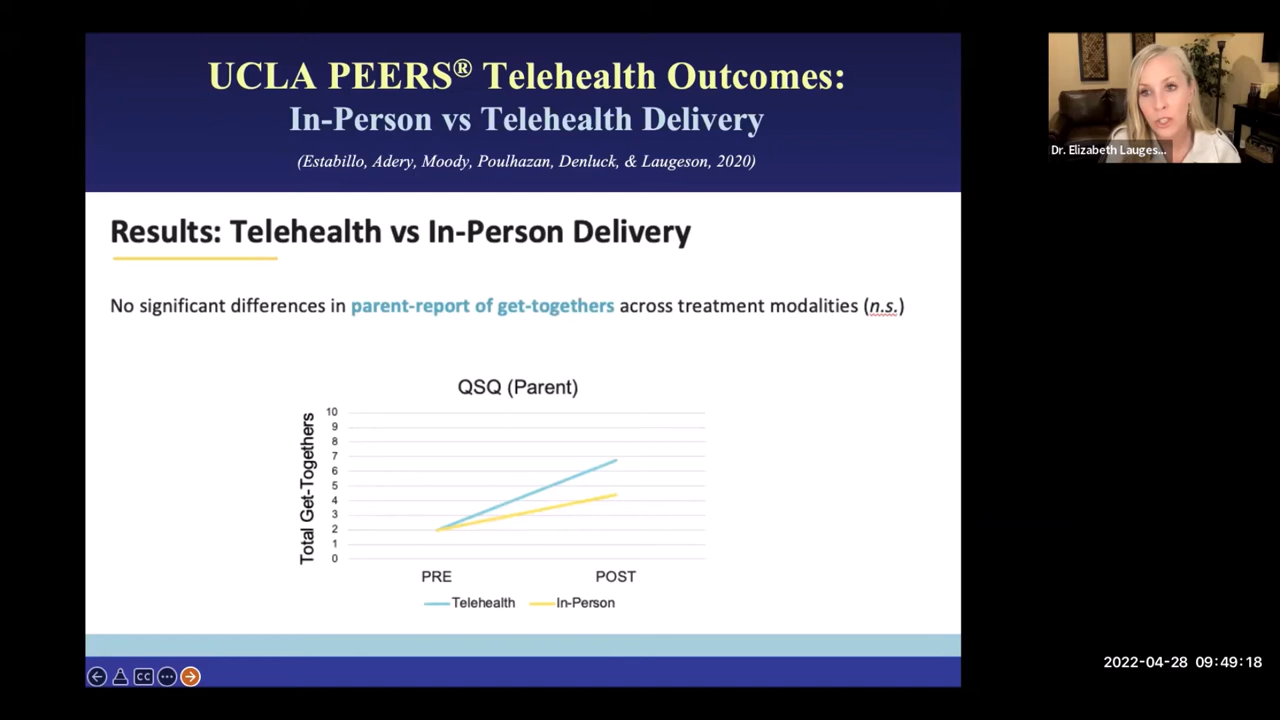 UCLA PEERS® Telehealth Outcomes:
In-Person vs Telehealth Delivery
(Estabillo, Adery, Moody, Poulhazan, Denluck, & Laugeson, 2020)
Results: Telehealth vs In-Person Delivery
No significant differences in parent-report of get-togethers across treatment modalities (n.s.)
QSQ (Parent)
Total Get-Togethers
10
9
8
7
6
5
4
3
2
1
0
PRE POST
Telehealth In-Person
CC
Dr. Elizabeth Lauges...
2022-04-28 09:49:18